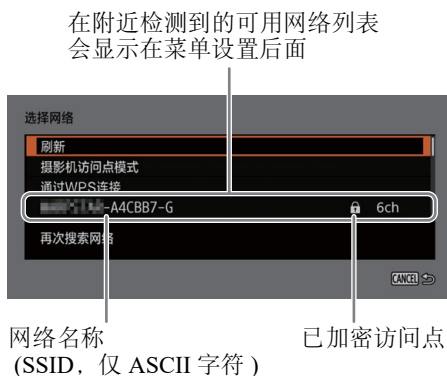 在附近检测到的可用网络列表
会显示在菜单设置后面
选择网络
刷新
摄影机访问点模式
通过WPS连接
-A4CBB7-G 6ch
再次搜索网络
CANCEL
网络名称 已加密访问点
(SSID，仅 ASCII 字符 )